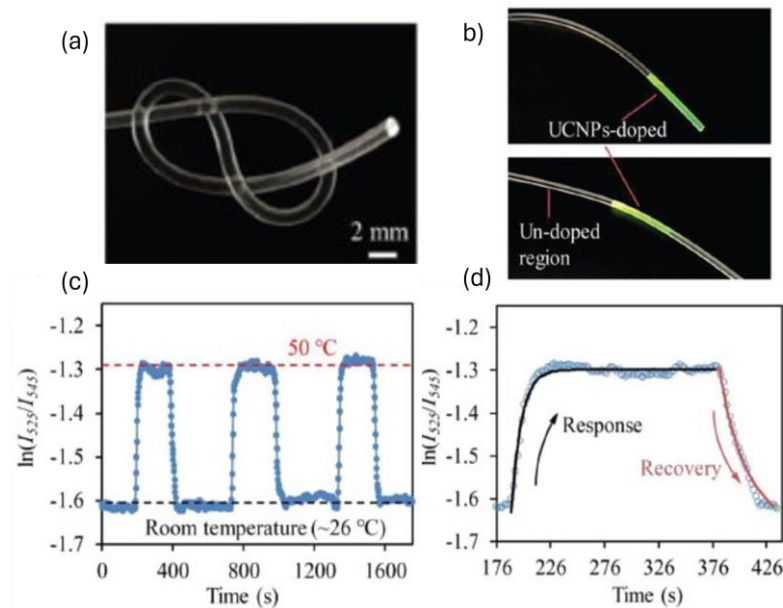 (a)
2 mm
b)
UCNPs-doped
Un-doped
region
(c)
ln(I525/I545)
-1.2
-1.3
-1.4
-1.5
-1.6
-1.7
50 °C
Room temperature (~26 °C)
0 400 800 1200 1600
Time (s)
(d)
ln(I525/I545)
-1.2
-1.3
-1.4
-1.5
-1.6
-1.7
Response
Recovery
176 226 276 326 376 426
Time (s)